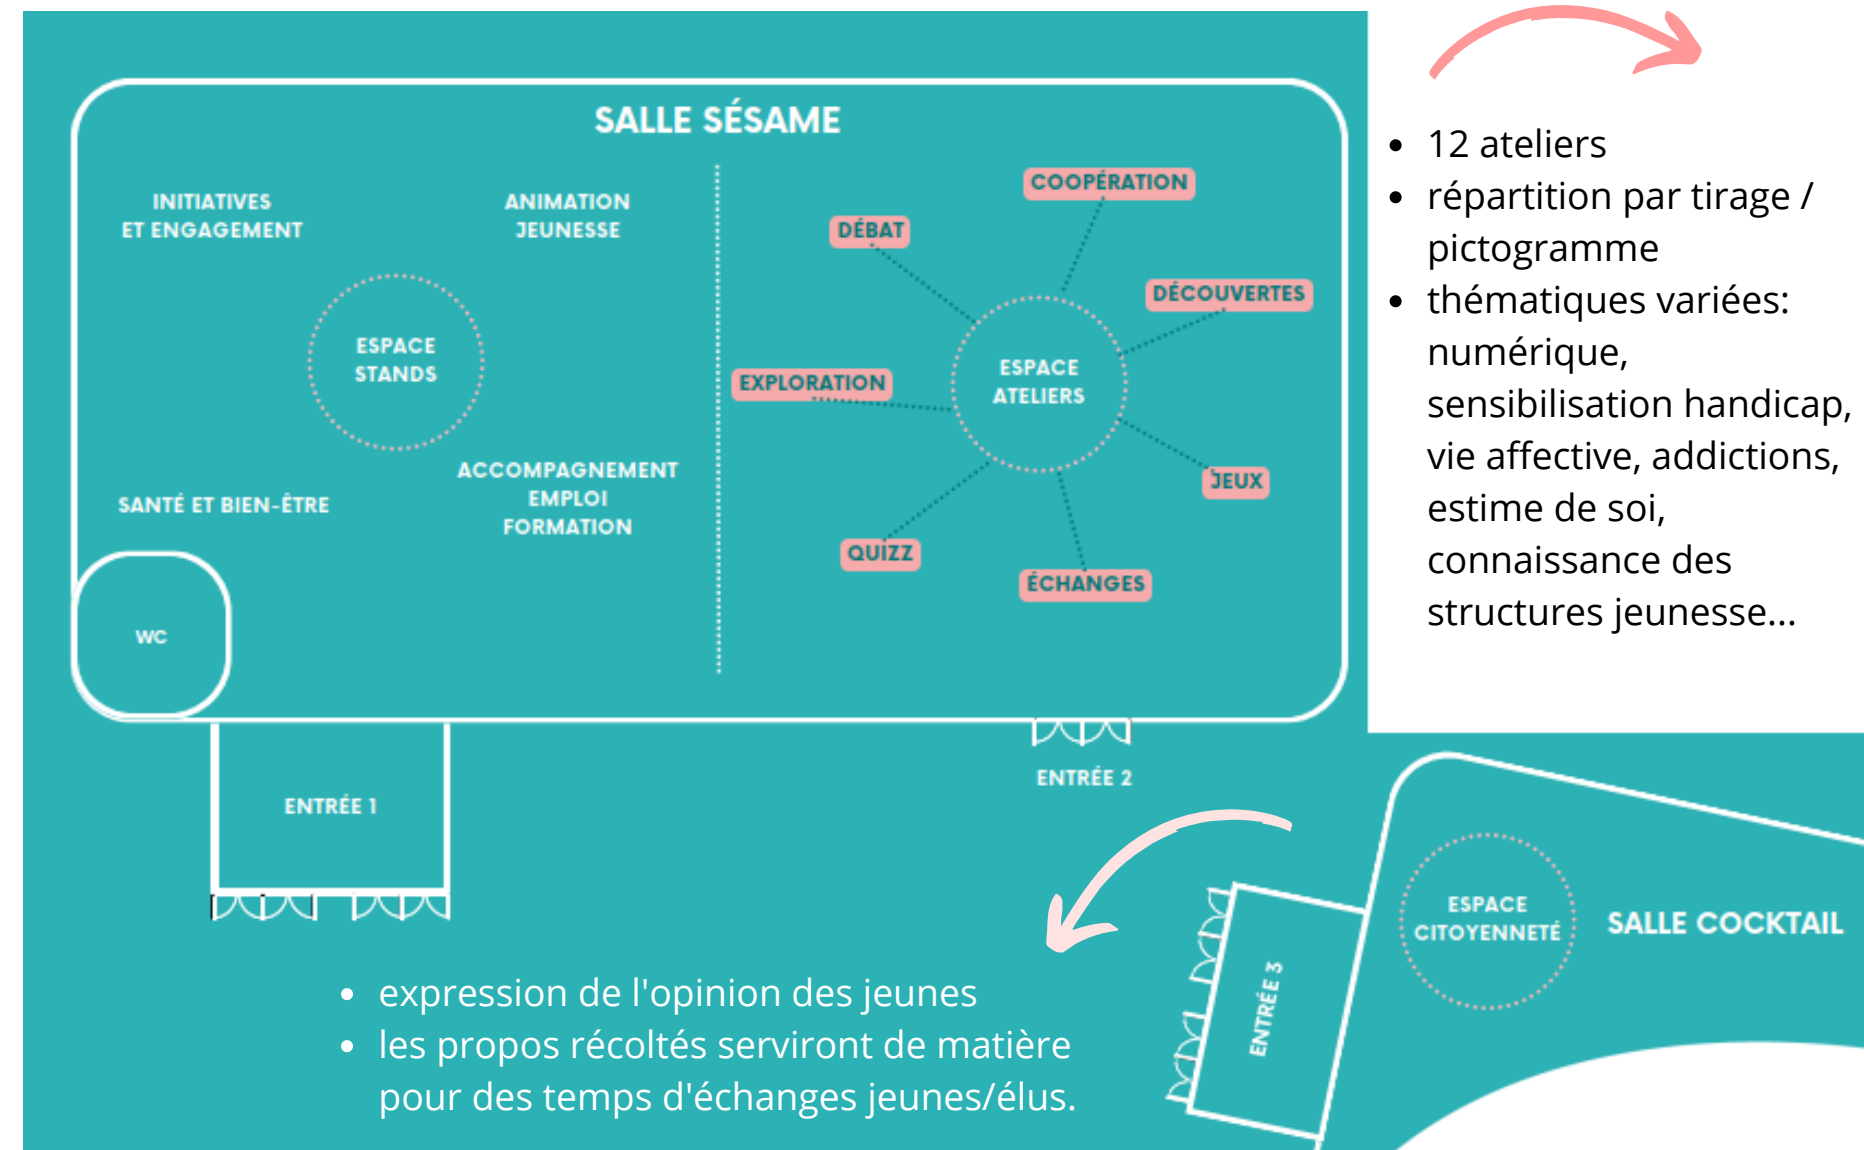 SALLE SÉSAME
INITIATIVES
ET ENGAGEMENT
ANIMATION
JEUNESSE
ESPACE
STANDS
SANTÉ ET BIEN-ÊTRE
ACCOMPAGNEMENT
EMPLOI
FORMATION
WC
COOPÉRATION
DÉBAT
DÉCOUVERTES
EXPLORATION
ESPACE
ATELIERS
JEUX
QUIZZ
ÉCHANGES
• 12 ateliers
• répartition par tirage /
pictogramme
• thématiques variées:
numérique,
sensibilisation handicap,
vie affective, addictions,
estime de soi,
connaissance des
structures jeunesse...
ENTRÉE 1
ENTRÉE 2
ENTRÉE 3
ESPACE
CITOYENNETÉ
SALLE COCKTAIL
• expression de l'opinion des jeunes
• les propos récoltés serviront de matière
pour des temps d'échanges jeunes/élus.